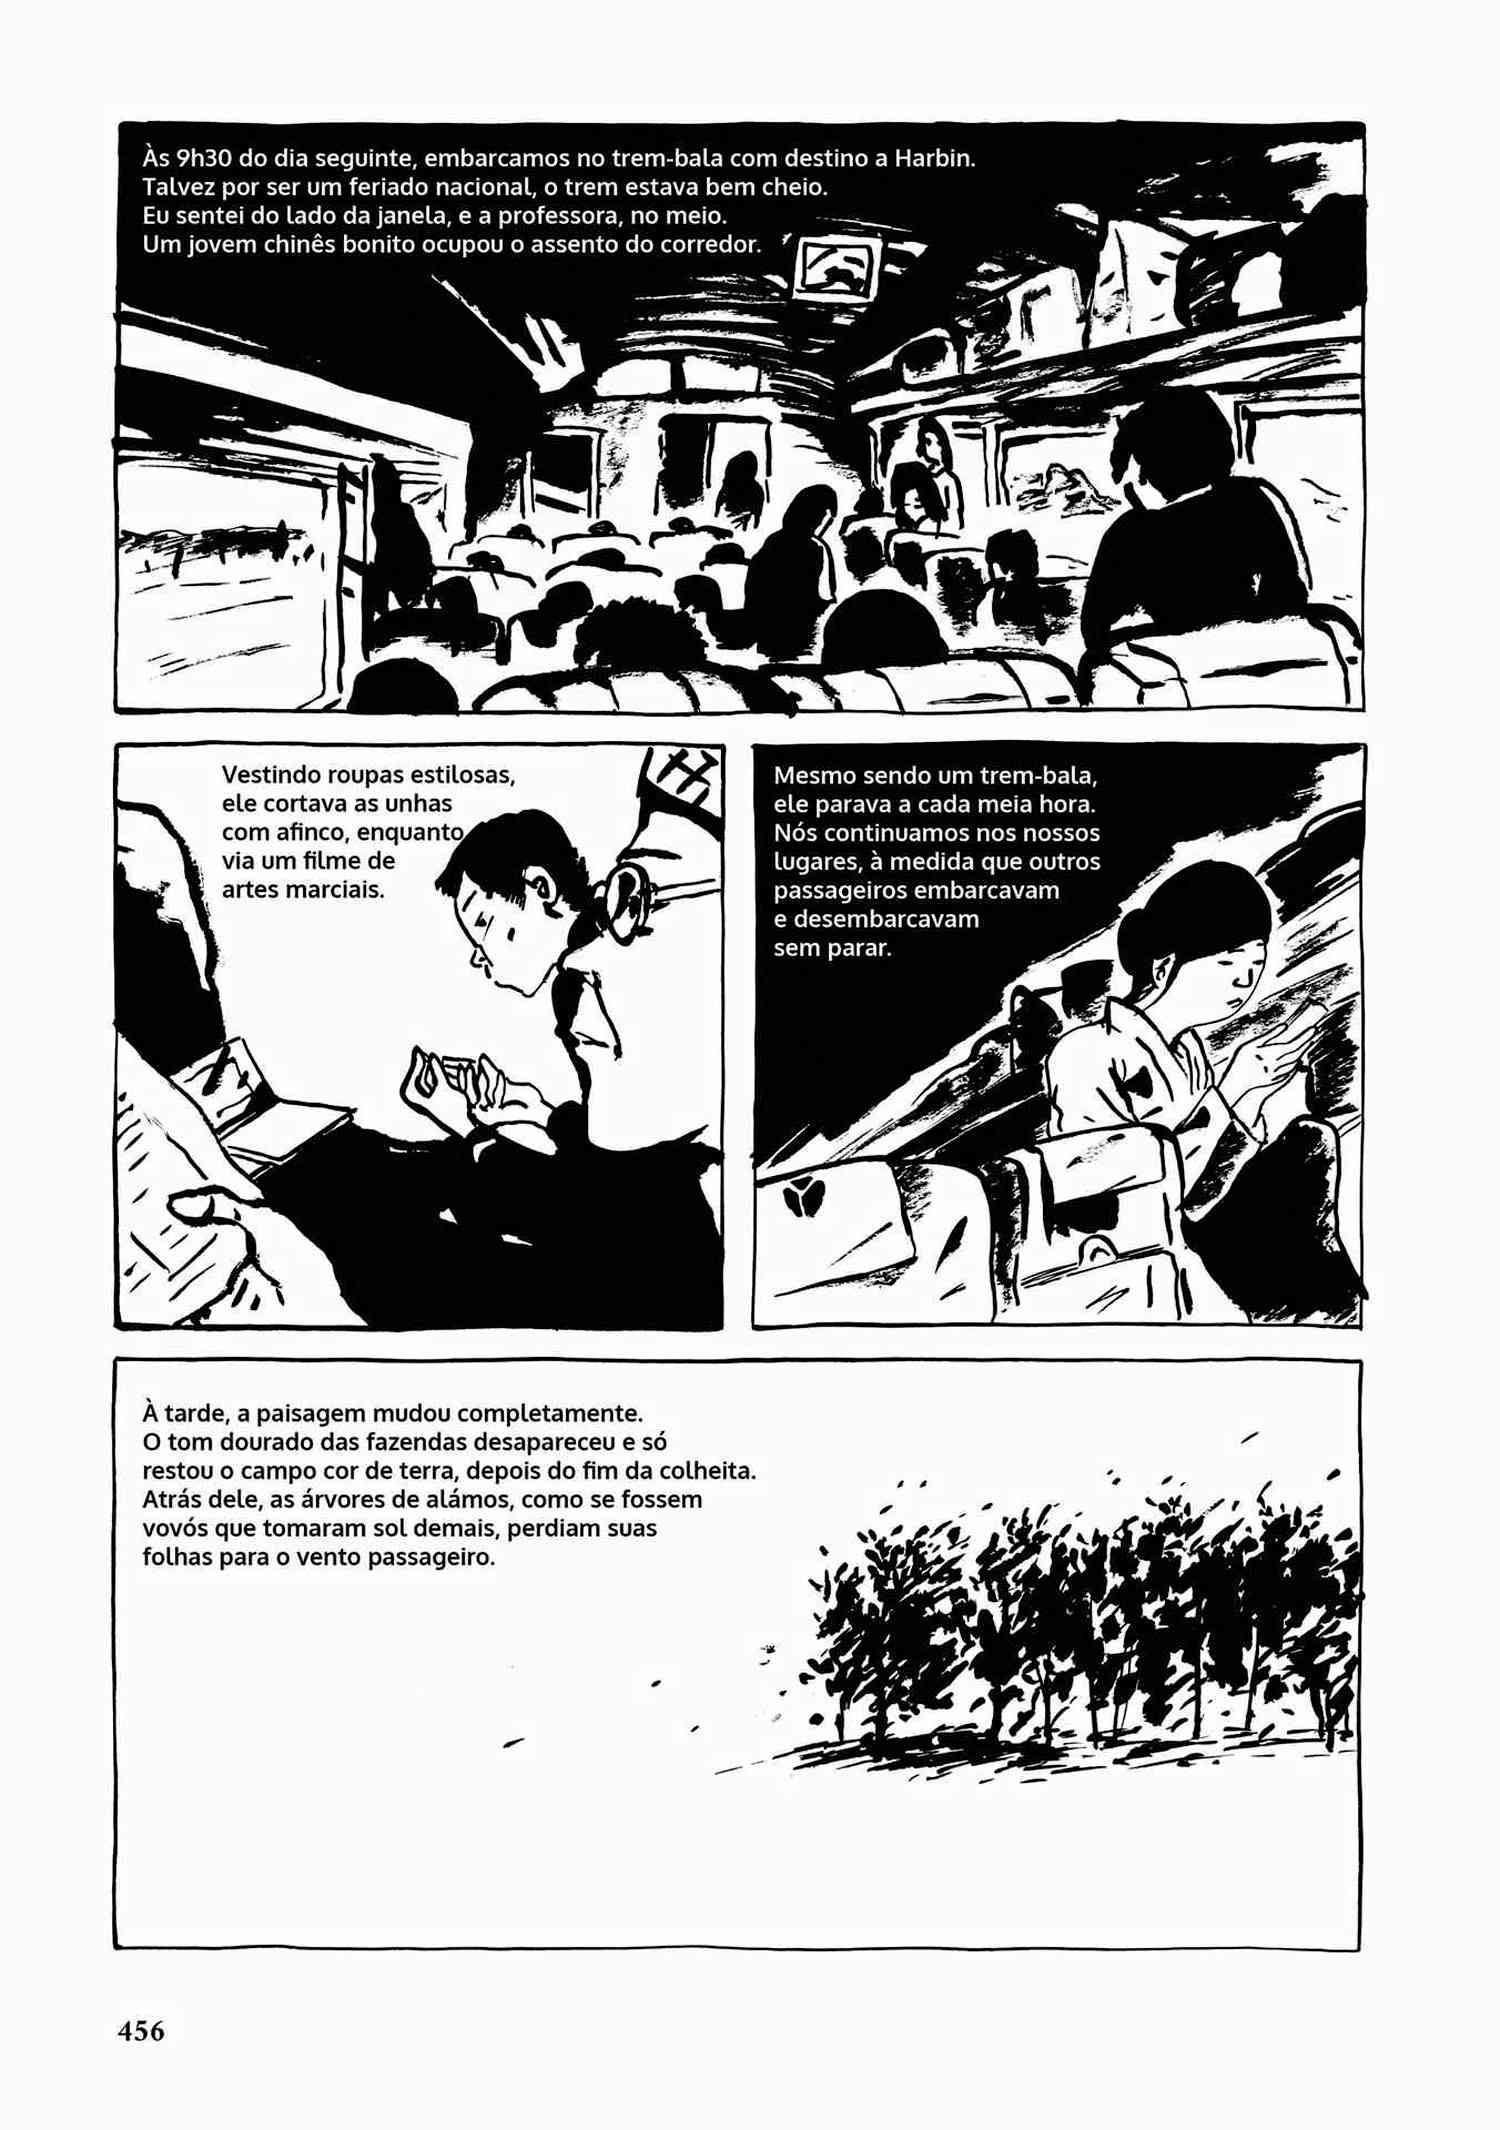 Às 9h30 do dia seguinte, embarcamos no trem-bala com destino a Harbin.
Talvez por ser um feriado nacional, o trem estava bem cheio.
Eu sentei do lado da janela, e a professora, no meio.
Um jovem chinês bonito ocupou o assento do corredor.
Vestindo roupas estilosas,
ele cortava as unhas
com afinco, enquanto
via um filme de
artes marciais.
Mesmo sendo um trem-bala,
ele parava a cada meia hora.
Nós continuamos nos nossos
lugares, à medida que outros
passageiros embarcavam
e desembarcavam
sem parar.
À tarde, a paisagem mudou completamente.
O tom dourado das fazendas desapareceu e só
restou o campo cor de terra, depois do fim da colheita.
Atrás dele, as árvores de alámos, como se fossem
vovós que tomaram sol demais, perdiam suas
folhas para o vento passageiro.
456